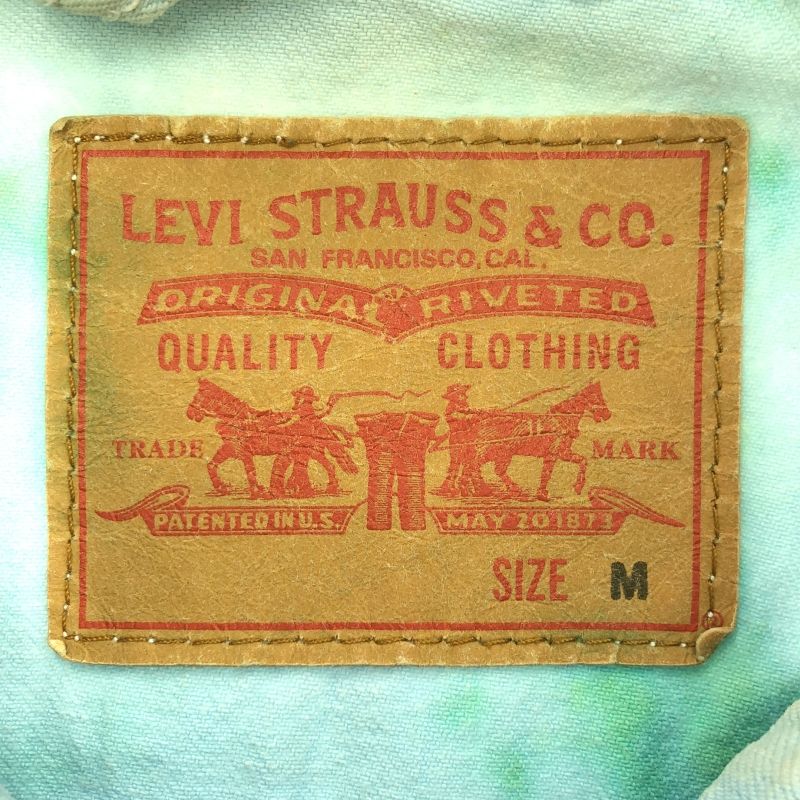 LEVI STRAUSS & CO.
SAN FRANCISCO, CAL.
ORIGINAL RIVETED
QUALITY CLOTHING
TRADE MARK
PATENTED IN U.S. MAY 20 1873
SIZE M